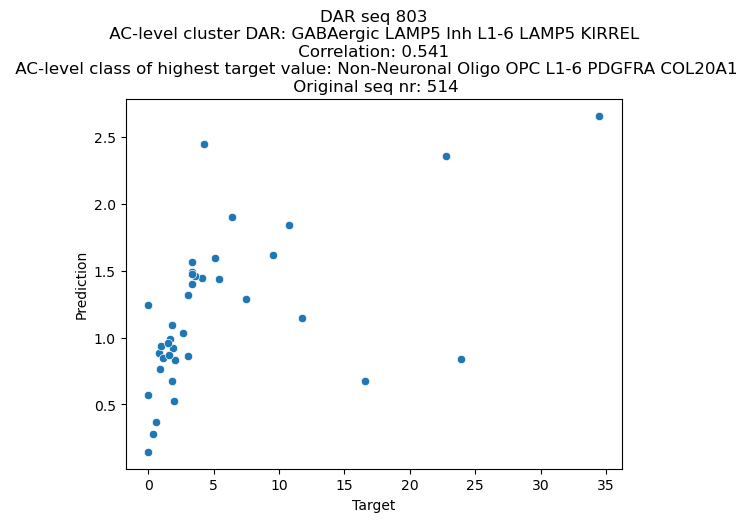 DAR seq 803
AC-level cluster DAR: GABAergic LAMP5 Inh L1-6 LAMP5 KIRREL
Correlation: 0.541
AC-level class of highest target value: Non-Neuronal Oligo OPC L1-6 PDGFRA COL20A1
Original seq nr: 514
2.5
2.0
1.5
1.0
0.5
Prediction
0 5 10 15 20 25 30 35
Target